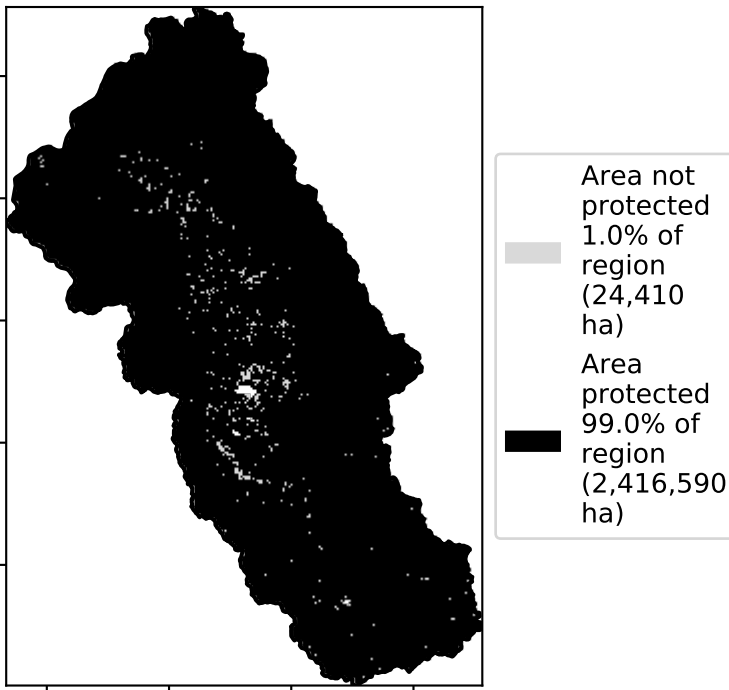 Area not
protected
1.0% of
region
(24,410
ha)
Area
protected
99.0% of
region
(2,416,590
ha)